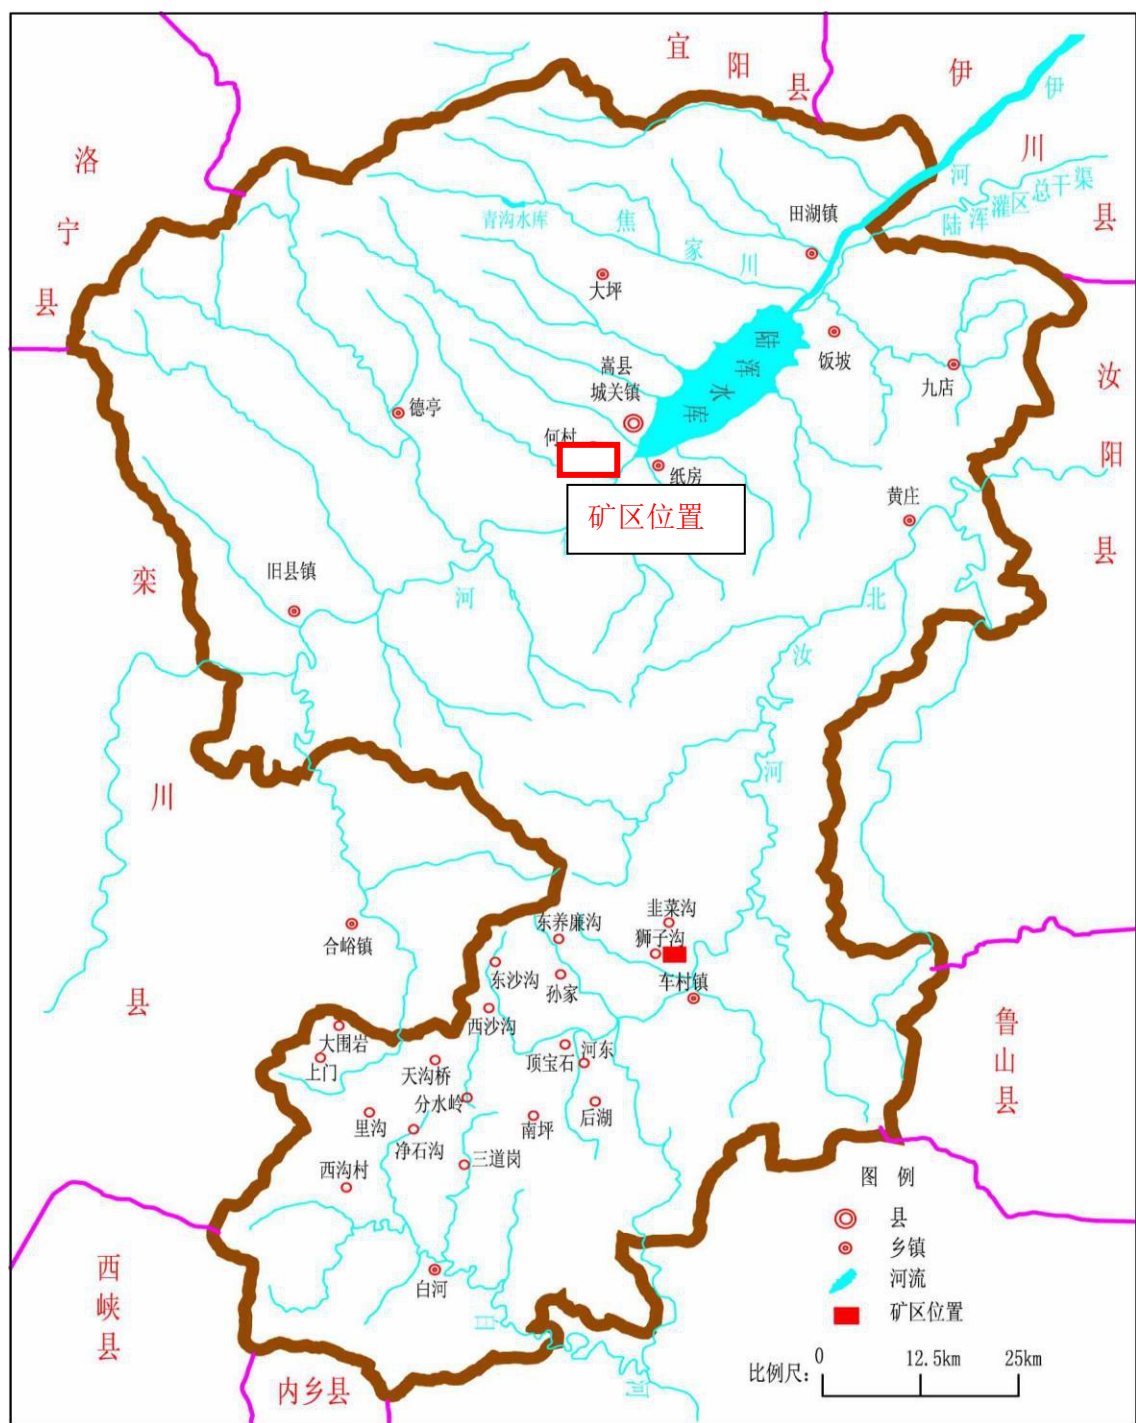 宜阳县
伊川县
洛宁县
伊
河
陆浑灌区总干渠
田湖镇
青沟水库
焦家川
大坪
陆浑水库
饭坡
九店
嵩县
城关镇
德亭
何村
纸房
汝阳县
矿区位置
黄庄
栾川县
旧县镇
河
北
汝
河
韭菜沟
东养廉沟
狮子沟
合峪镇
东沙沟
孙家
车村镇
西沙沟
鲁山县
大围岩
上门
天沟桥
顶宝石
河东
分水岭
里沟
南坪
后湖
净石沟
三道岗
西沟村
图 例
县
乡镇
河流
矿区位置
白河
西峡县
白
河
内乡县
比例尺:
0 12.5km 25km